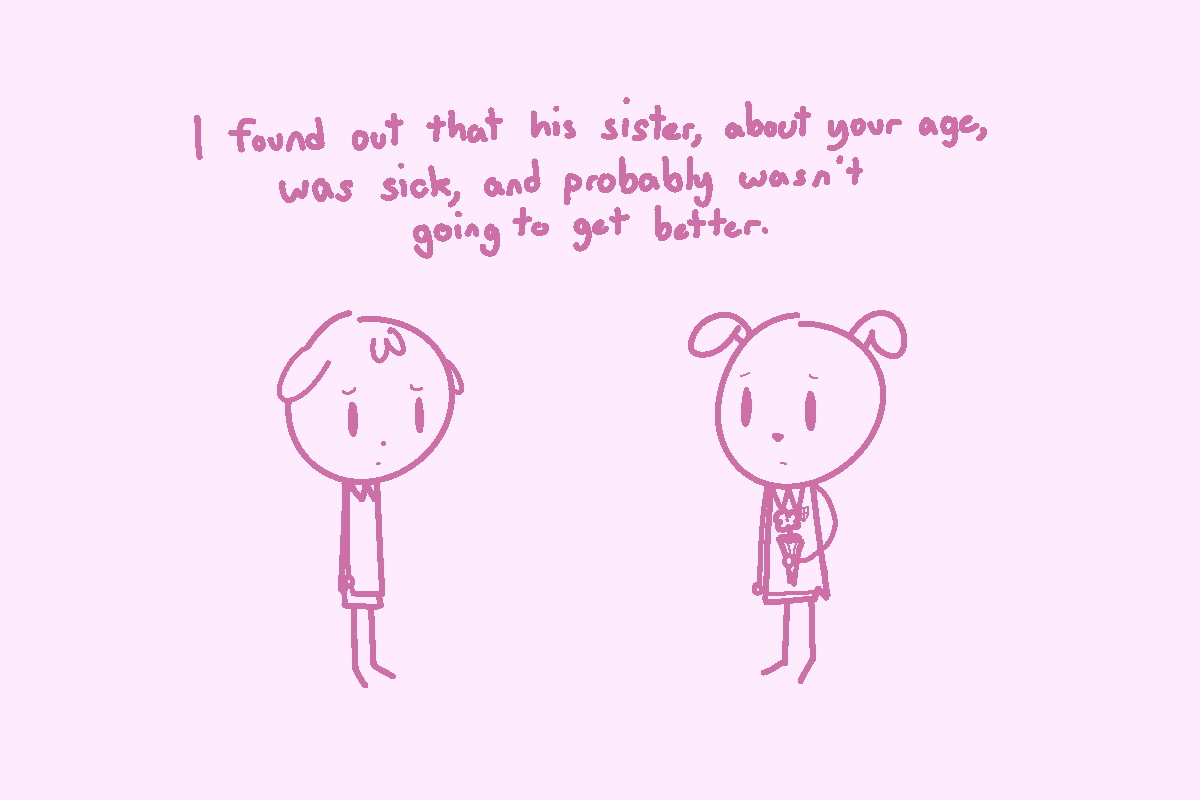 I found out that his sister, about your age,
was sick, and probably wasn't
going to get better.